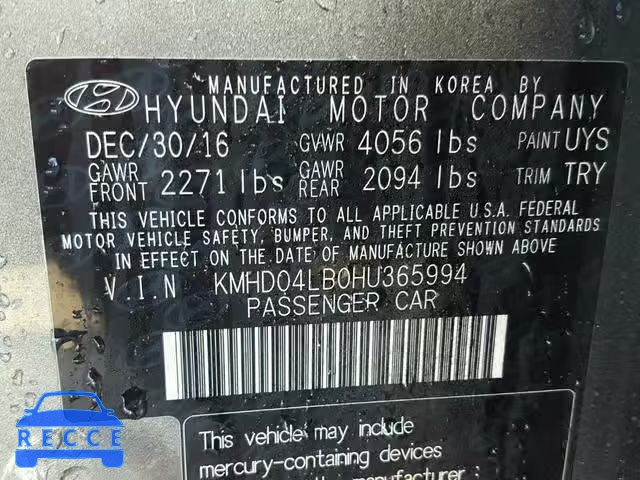 MANUFACTURED IN KOREA BY
HYUNDAI MOTOR COMPANY
DEC/30/16 GVWR 4056 lbs PAINT UYS
GAWR FRONT 2271 lbs GAWR REAR 2094 lbs TRIM TRY
THIS VEHICLE CONFORMS TO ALL APPLICABLE U.S.A. FEDERAL
MOTOR VEHICLE SAFETY, BUMPER, AND THEFT PREVENTION STANDARDS
IN EFFECT ON THE DATE OF MANUFACTURE SHOWN ABOVE
V.I.N KMHD04LB0HU365994
PASSENGER CAR
This vehicle may include
mercury-containing devices
the manufacturer :
RECCE